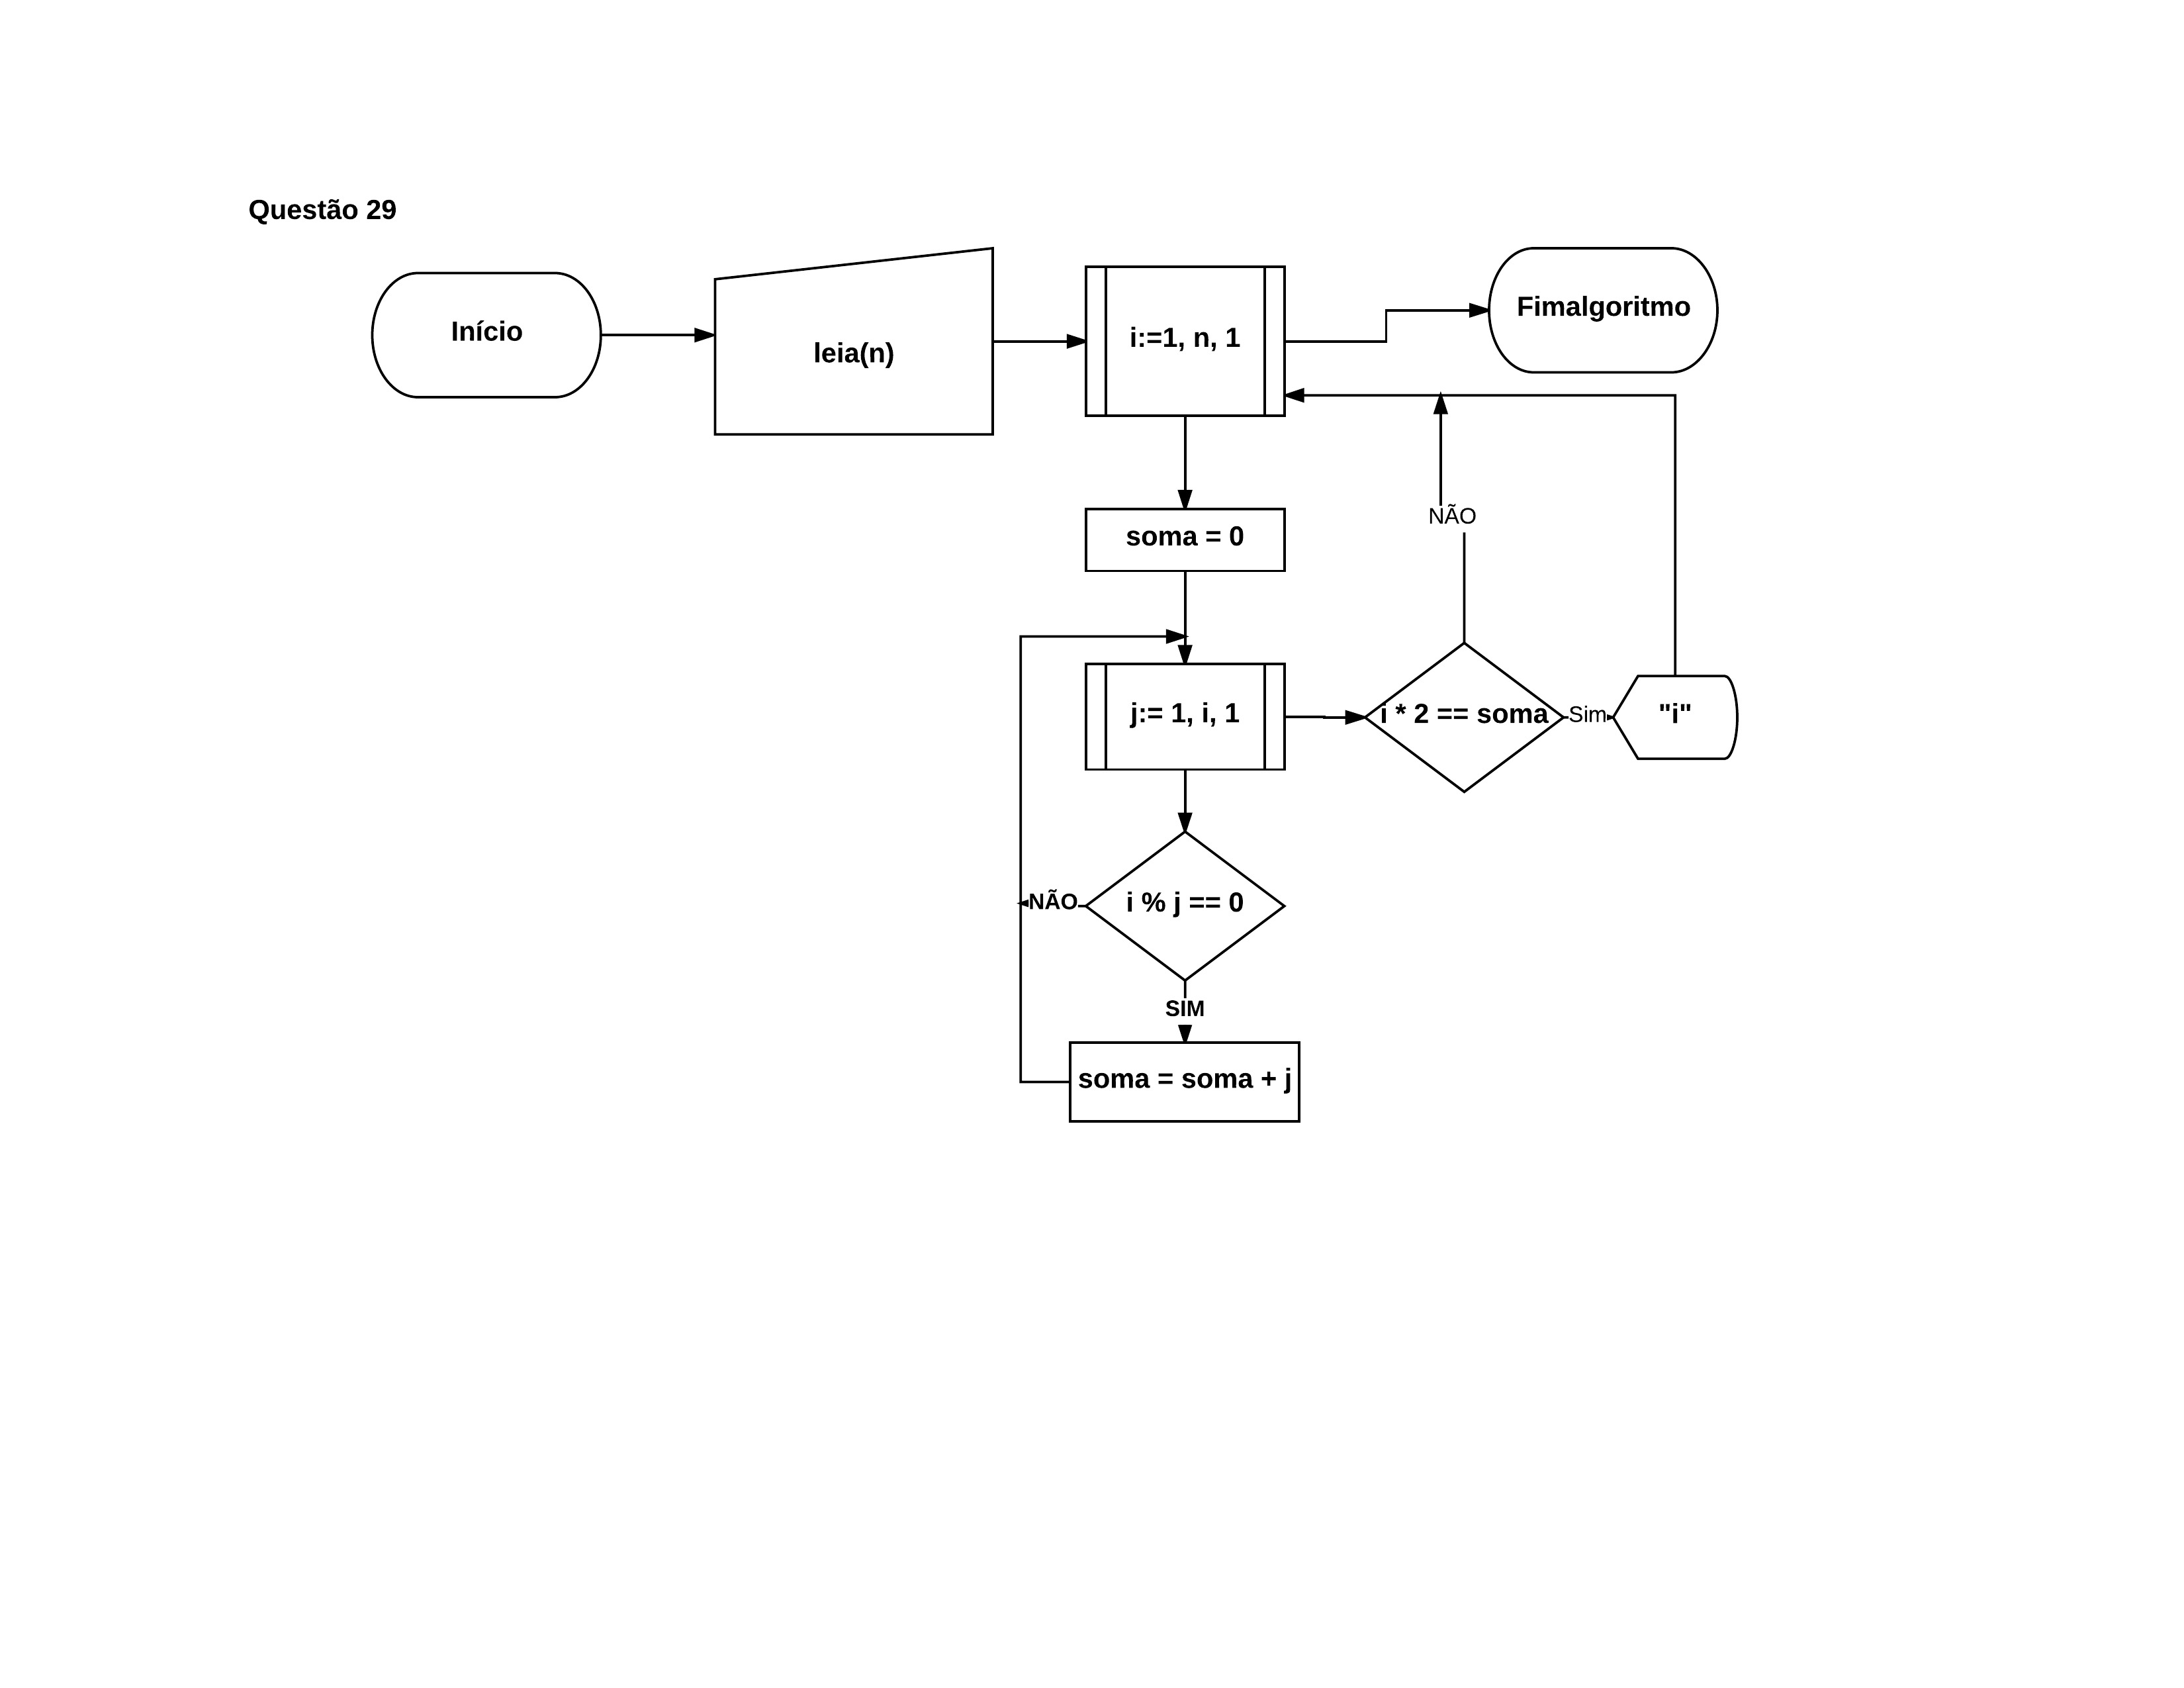 Questão 29
Início
leia(n)
i:=1, n, 1
Fimalgoritmo
NÃO
soma = 0
j:= 1, i, 1
i * 2 == soma
Sim
"i"
i % j == 0
NÃO
SIM
soma = soma + j